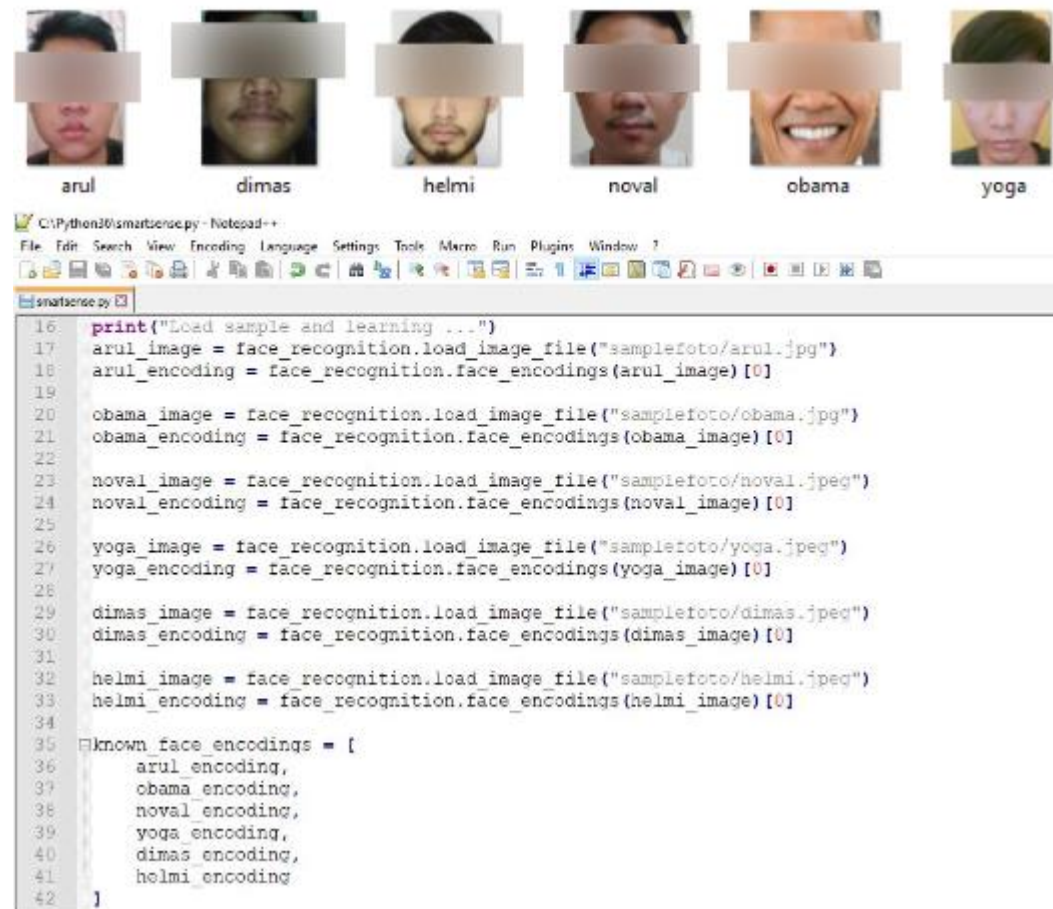 arul dimas helmi noval obama yoga
C:\Python36\smartsense.py - Notepad++
File Edit Search View Encoding Language Settings Tools Macro Run Plugins Window ?
smartsense.py
16 print("Load sample and learning ...")
17 arul_image = face_recognition.load_image_file("samplefoto/arul.jpg")
18 arul_encoding = face_recognition.face_encodings(arul_image)[0]
19
20 obama_image = face_recognition.load_image_file("samplefoto/obama.jpg")
21 obama_encoding = face_recognition.face_encodings(obama_image)[0]
22
23 noval_image = face_recognition.load_image_file("samplefoto/noval.jpeg")
24 noval_encoding = face_recognition.face_encodings(noval_image)[0]
25
26 yoga_image = face_recognition.load_image_file("samplefoto/yoga.jpeg")
27 yoga_encoding = face_recognition.face_encodings(yoga_image)[0]
28
29 dimas_image = face_recognition.load_image_file("samplefoto/dimas.jpeg")
30 dimas_encoding = face_recognition.face_encodings(dimas_image)[0]
31
32 helmi_image = face_recognition.load_image_file("samplefoto/helmi.jpeg")
33 helmi_encoding = face_recognition.face_encodings(helmi_image)[0]
34
35 known_face_encodings = [
36 arul_encoding,
37 obama_encoding,
38 noval_encoding,
39 yoga_encoding,
40 dimas_encoding,
41 helmi_encoding
42 ]